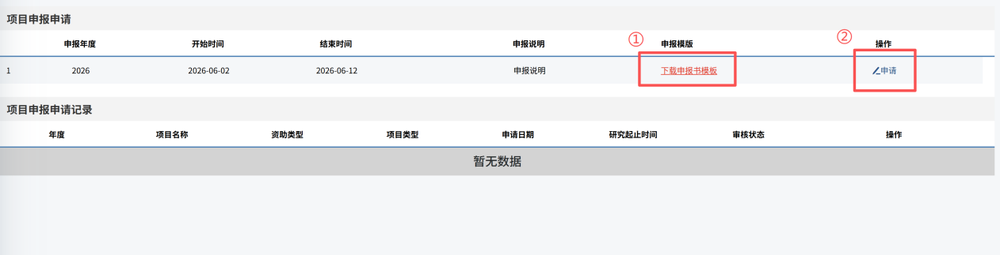 项目申报申请
申报年度 开始时间 结束时间 申报说明 ① 申报模版 ② 操作
1 2026 2026-06-02 2026-06-12 申报说明 下载申报书模板 申请
项目申报申请记录
年度 项目名称 资助类型 项目类型 申请日期 研究起止时间 审核状态 操作
暂无数据